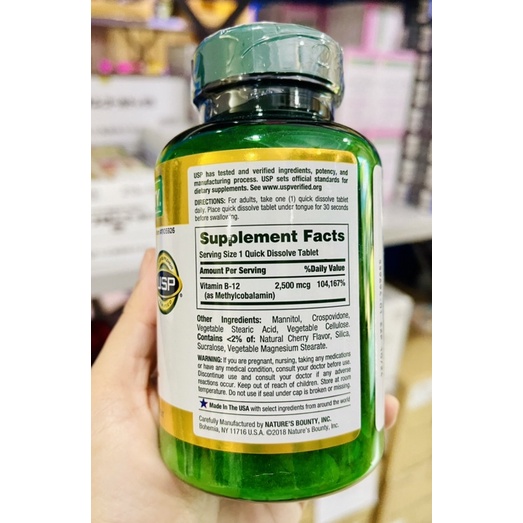 USP has tested and verified ingredients, potency, and
manufacturing process. USP sets official standards for
dietary supplements. See www.uspverified.org
DIRECTIONS: For adults, take one (1) quick dissolve tablet
daily. Place quick dissolve tablet under tongue for 30 seconds
before swallowing.
Supplement Facts
Serving Size 1 Quick Dissolve Tablet
Amount Per Serving %Daily Value
Vitamin B-12 2,500 mcg 104,167%
(as Methylcobalamin)
Other Ingredients: Mannitol, Crospovidone,
Vegetable Stearic Acid, Vegetable Cellulose.
Contains <2% of: Natural Cherry Flavor, Silica,
Sucralose, Vegetable Magnesium Stearate.
WARNING: If you are pregnant, nursing, taking any medications
or have any medical condition, consult your doctor before use.
Discontinue use and consult your doctor if any adverse
reactions occur. Keep out of reach of children. Store at room
temperature. Do not use if seal under cap is broken or missing.
Made In The USA with select ingredients from around the world
Carefully Manufactured by NATURE'S BOUNTY, INC.
Bohemia, NY 11716 U.S.A. ©2018 Nature's Bounty, Inc.
USP